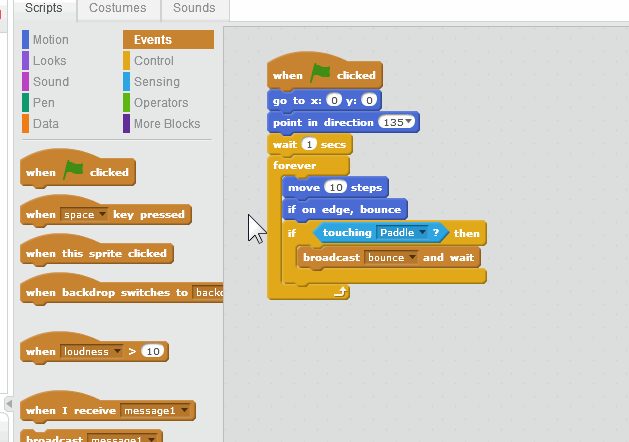 Scripts Costumes Sounds
Motion Events
Looks Control
Sound Sensing
Pen Operators
Data More Blocks
when clicked
when space key pressed
when this sprite clicked
when backdrop switches to
when loudness > 10
when I receive message1
broadcast message1
when clicked
go to x: 0 y: 0
point in direction 135
wait 1 secs
forever
move 10 steps
if on edge, bounce
if touching Paddle ? then
broadcast bounce and wait